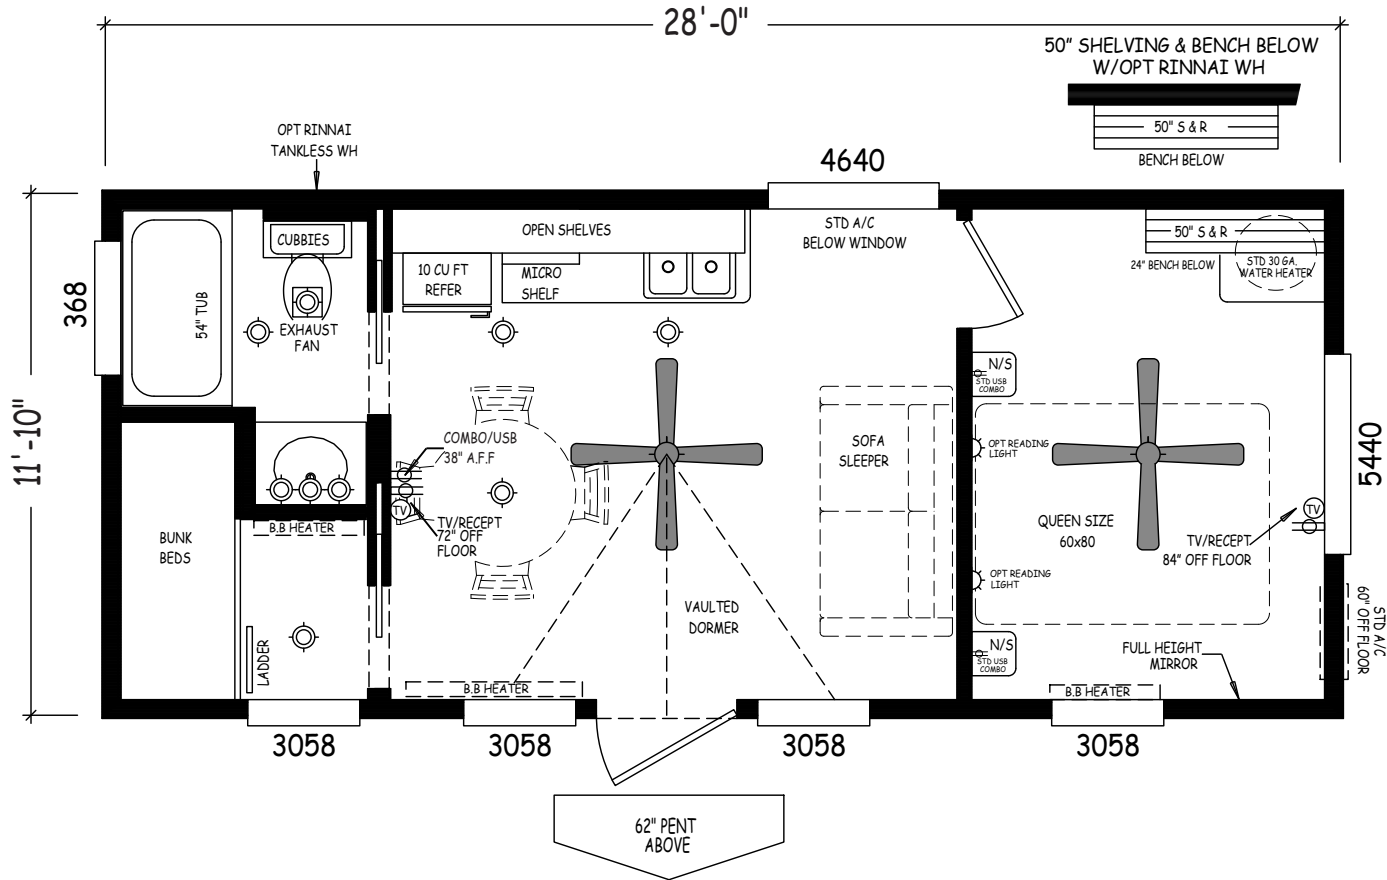 28'-0"
50" SHELVING & BENCH BELOW
W/OPT RINNAI WH
50" S & R
BENCH BELOW
OPT RINNAI
TANKLESS WH
4640
11'-10"
368
54" TUB
CUBBIES
EXHAUST
FAN
OPEN SHELVES
10 CU FT
REFER
MICRO
SHELF
STD A/C
BELOW WINDOW
50" S & R
24" BENCH BELOW
STD 30 GA.
WATER HEATER
N/S
STD USB
COMBO
OPT READING
LIGHT
COMBO/USB
38" A.F.F
TV
TV/RECEPT
72" OFF
FLOOR
SOFA
SLEEPER
QUEEN SIZE
60x80
TV
TV/RECEPT
84" OFF FLOOR
5440
BUNK
BEDS
B.B HEATER
LADDER
VAULTED
DORMER
OPT READING
LIGHT
N/S
STD USB
COMBO
FULL HEIGHT
MIRROR
STD A/C
60" OFF FLOOR
B.B HEATER
B.B HEATER
3058
3058
3058
3058
62" PENT
ABOVE